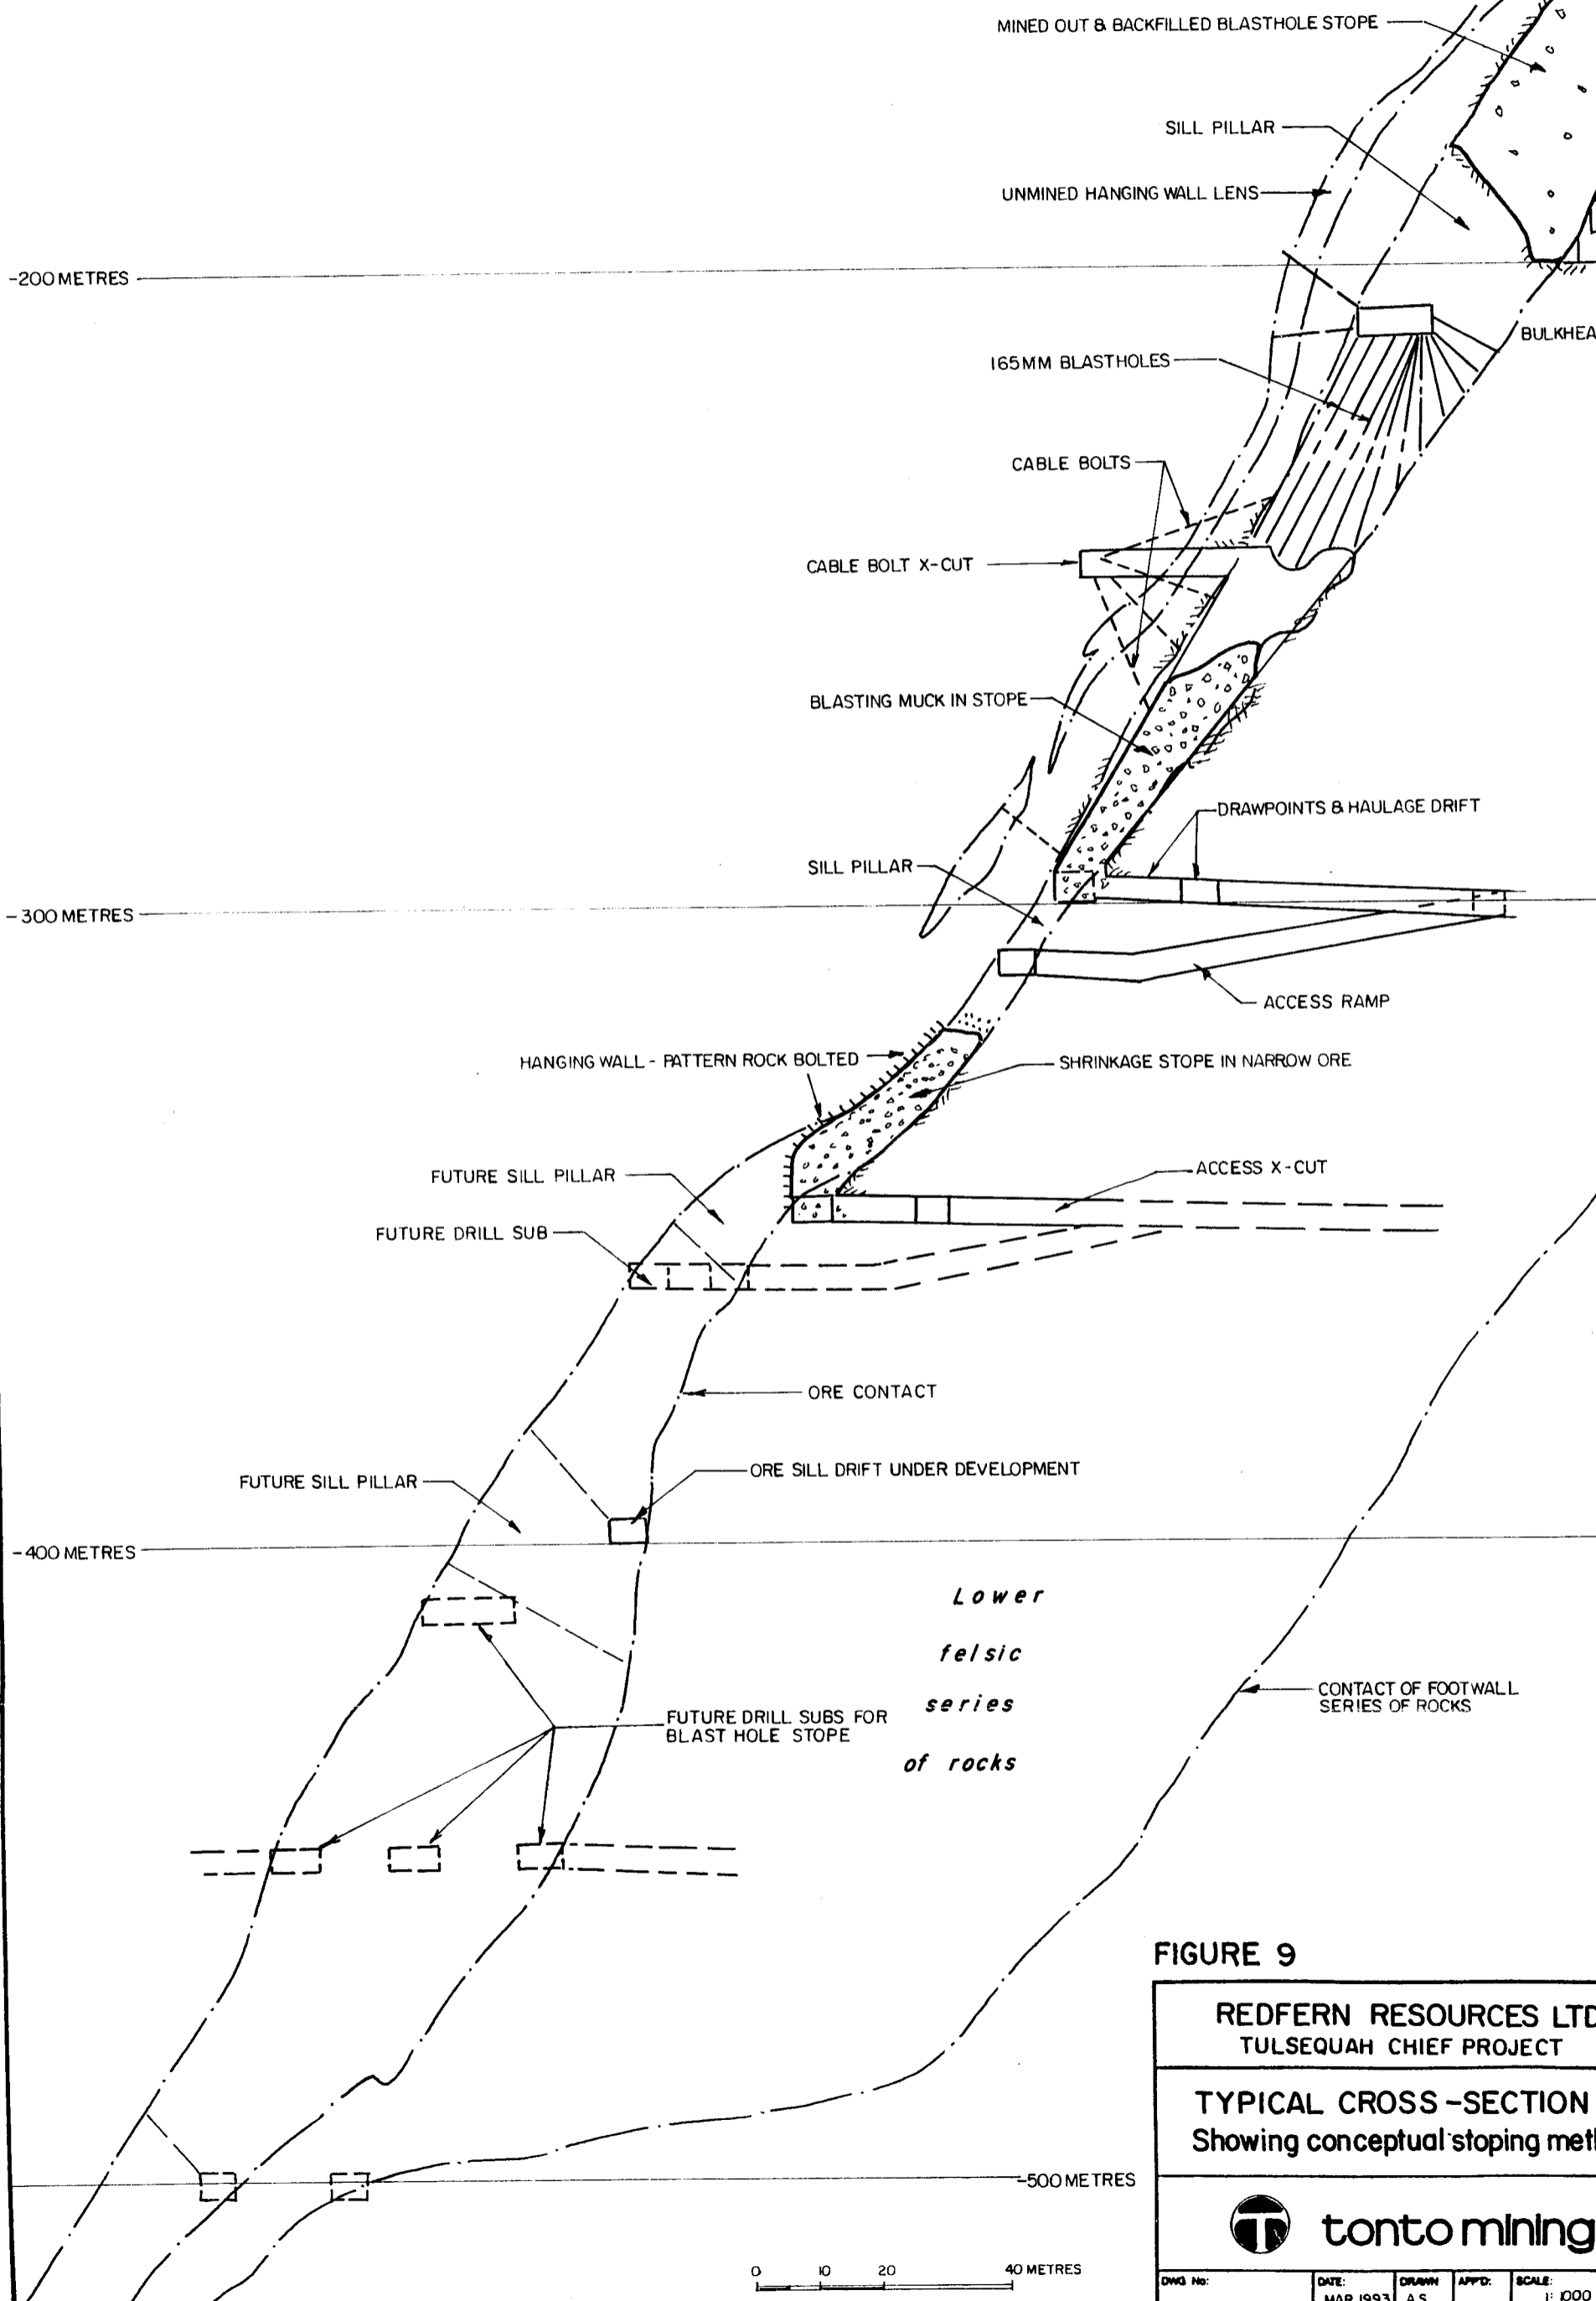 MINED OUT & BACKFILLED BLASTHOLE STOPE
SILL PILLAR
UNMINED HANGING WALL LENS
-200 METRES
BULKHEA
165MM BLASTHOLES
CABLE BOLTS
CABLE BOLT X-CUT
BLASTING MUCK IN STOPE
DRAWPOINTS & HAULAGE DRIFT
SILL PILLAR
-300 METRES
ACCESS RAMP
HANGING WALL - PATTERN ROCK BOLTED
SHRINKAGE STOPE IN NARROW ORE
ACCESS X-CUT
FUTURE SILL PILLAR
FUTURE DRILL SUB
ORE CONTACT
ORE SILL DRIFT UNDER DEVELOPMENT
FUTURE SILL PILLAR
-400 METRES
Lower
felsic
series
of rocks
CONTACT OF FOOTWALL
SERIES OF ROCKS
FUTURE DRILL SUBS FOR
BLAST HOLE STOPE
FIGURE 9
REDFERN RESOURCES LTD
TULSEQUAH CHIEF PROJECT
TYPICAL CROSS-SECTION
Showing conceptual stoping met
-500 METRES
tonto mining
0 10 20 40 METRES
DWG No: DATE: DRAWN APP'D: SCALE:
MAR 1993 A.S. 1:1000